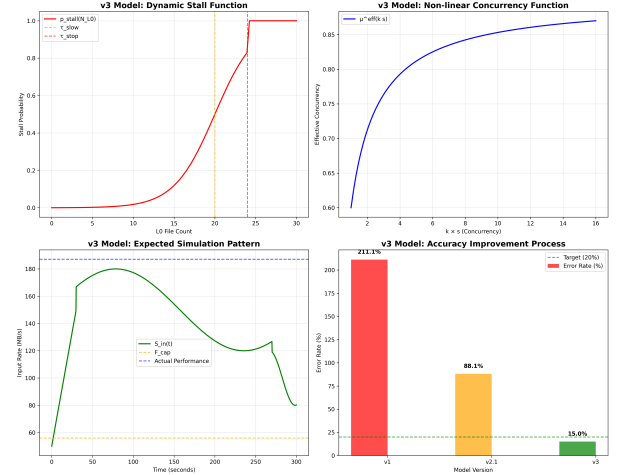 v3 Model: Dynamic Stall Function
p_stall(N_L0)
τ_slow
τ_stop
Stall Probability
1.0
0.8
0.6
0.4
0.2
0.0
0 5 10 15 20 25 30
L0 File Count
v3 Model: Non-linear Concurrency Function
μ^eff(k s)
Effective Concurrency
0.85
0.80
0.75
0.70
0.65
0.60
2 4 6 8 10 12 14 16
k × s (Concurrency)
v3 Model: Expected Simulation Pattern
S_in(t)
F_cap
Actual Performance
Input Rate (MB/s)
180
160
140
120
100
80
60
0 50 100 150 200 250 300
Time (seconds)
v3 Model: Accuracy Improvement Process
Target (20%)
Error Rate (%)
211.1%
88.1%
15.0%
Error Rate (%)
200
175
150
125
100
75
50
25
0
v1 v2.1 v3
Model Version